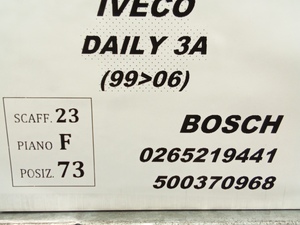 IVECO
DAILY 3A
(99>06)
SCAFF. 23
PIANO F
POSIZ. 73
BOSCH
0265219441
500370968